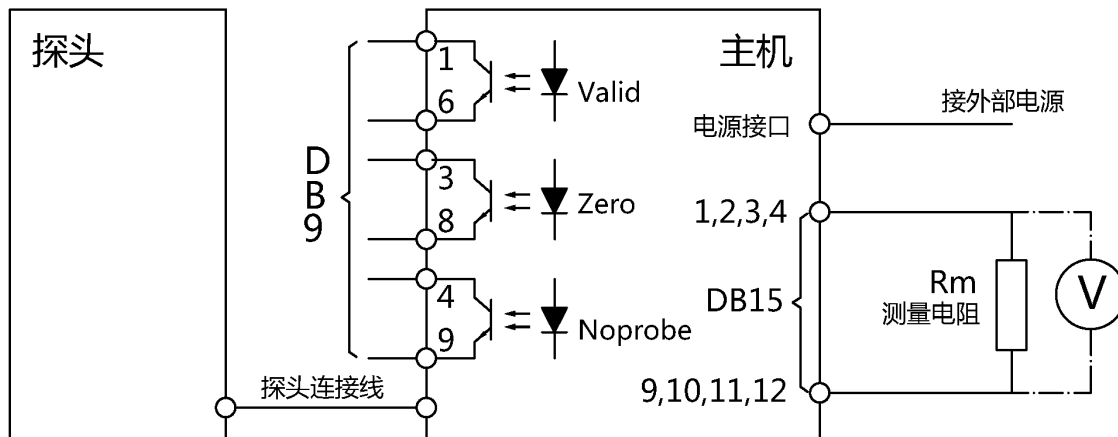 探头
主机
DB9
1
6
Valid
3
8
Zero
4
9
Noprobe
探头连接线
电源接口
接外部电源
1,2,3,4
DB15
Rm
测量电阻
V
9,10,11,12